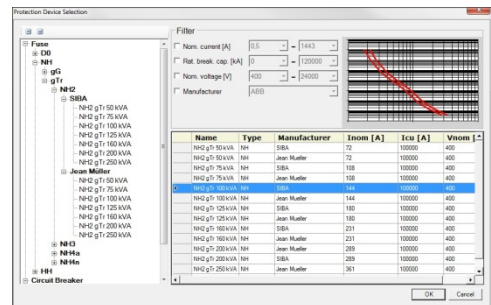 Protection Device Selection
Fuse
D0
NH
gG
gTr
NH2
SIBA
NH2 gTr 50 kVA
NH2 gTr 75 kVA
NH2 gTr 100 kVA
NH2 gTr 125 kVA
NH2 gTr 160 kVA
NH2 gTr 200 kVA
NH2 gTr 250 kVA
Jean Müller
NH2 gTr 50 kVA
NH2 gTr 75 kVA
NH2 gTr 100 kVA
NH2 gTr 125 kVA
NH2 gTr 160 kVA
NH2 gTr 200 kVA
NH2 gTr 250 kVA
NH3
NH4a
NH4n
HH
Circuit Breaker
Filter
Nom. current [A] 0,5 - 1443
Rat. break. cap. [kA] 0 - 120000
Nom. voltage [V] 400 - 24000
Manufacturer ABB
Name Type Manufacturer Inom [A] Icu [A] Vnom [
NH2 gTr 50 kVA NH SIBA 72 100000 400
NH2 gTr 50 kVA NH Jean Mueller 72 100000 400
NH2 gTr 75 kVA NH SIBA 108 100000 400
NH2 gTr 75 kVA NH Jean Mueller 108 100000 400
NH2 gTr 100 kVA NH SIBA 144 100000 400
NH2 gTr 100 kVA NH Jean Mueller 144 100000 400
NH2 gTr 125 kVA NH SIBA 180 100000 400
NH2 gTr 125 kVA NH Jean Mueller 180 100000 400
NH2 gTr 160 kVA NH SIBA 231 100000 400
NH2 gTr 160 kVA NH Jean Mueller 231 100000 400
NH2 gTr 200 kVA NH Jean Mueller 289 100000 400
NH2 gTr 200 kVA NH SIBA 289 100000 400
NH2 gTr 250 kVA NH Jean Mueller 361 100000 400
OK Cancel